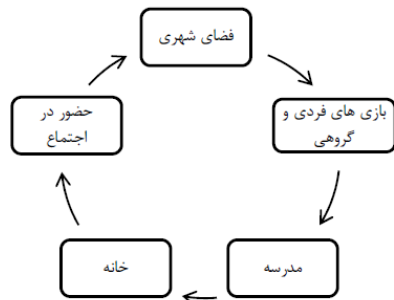 فضای شهری
بازی های فردی و
گروهی
مدرسه
خانه
حضور در
اجتماع